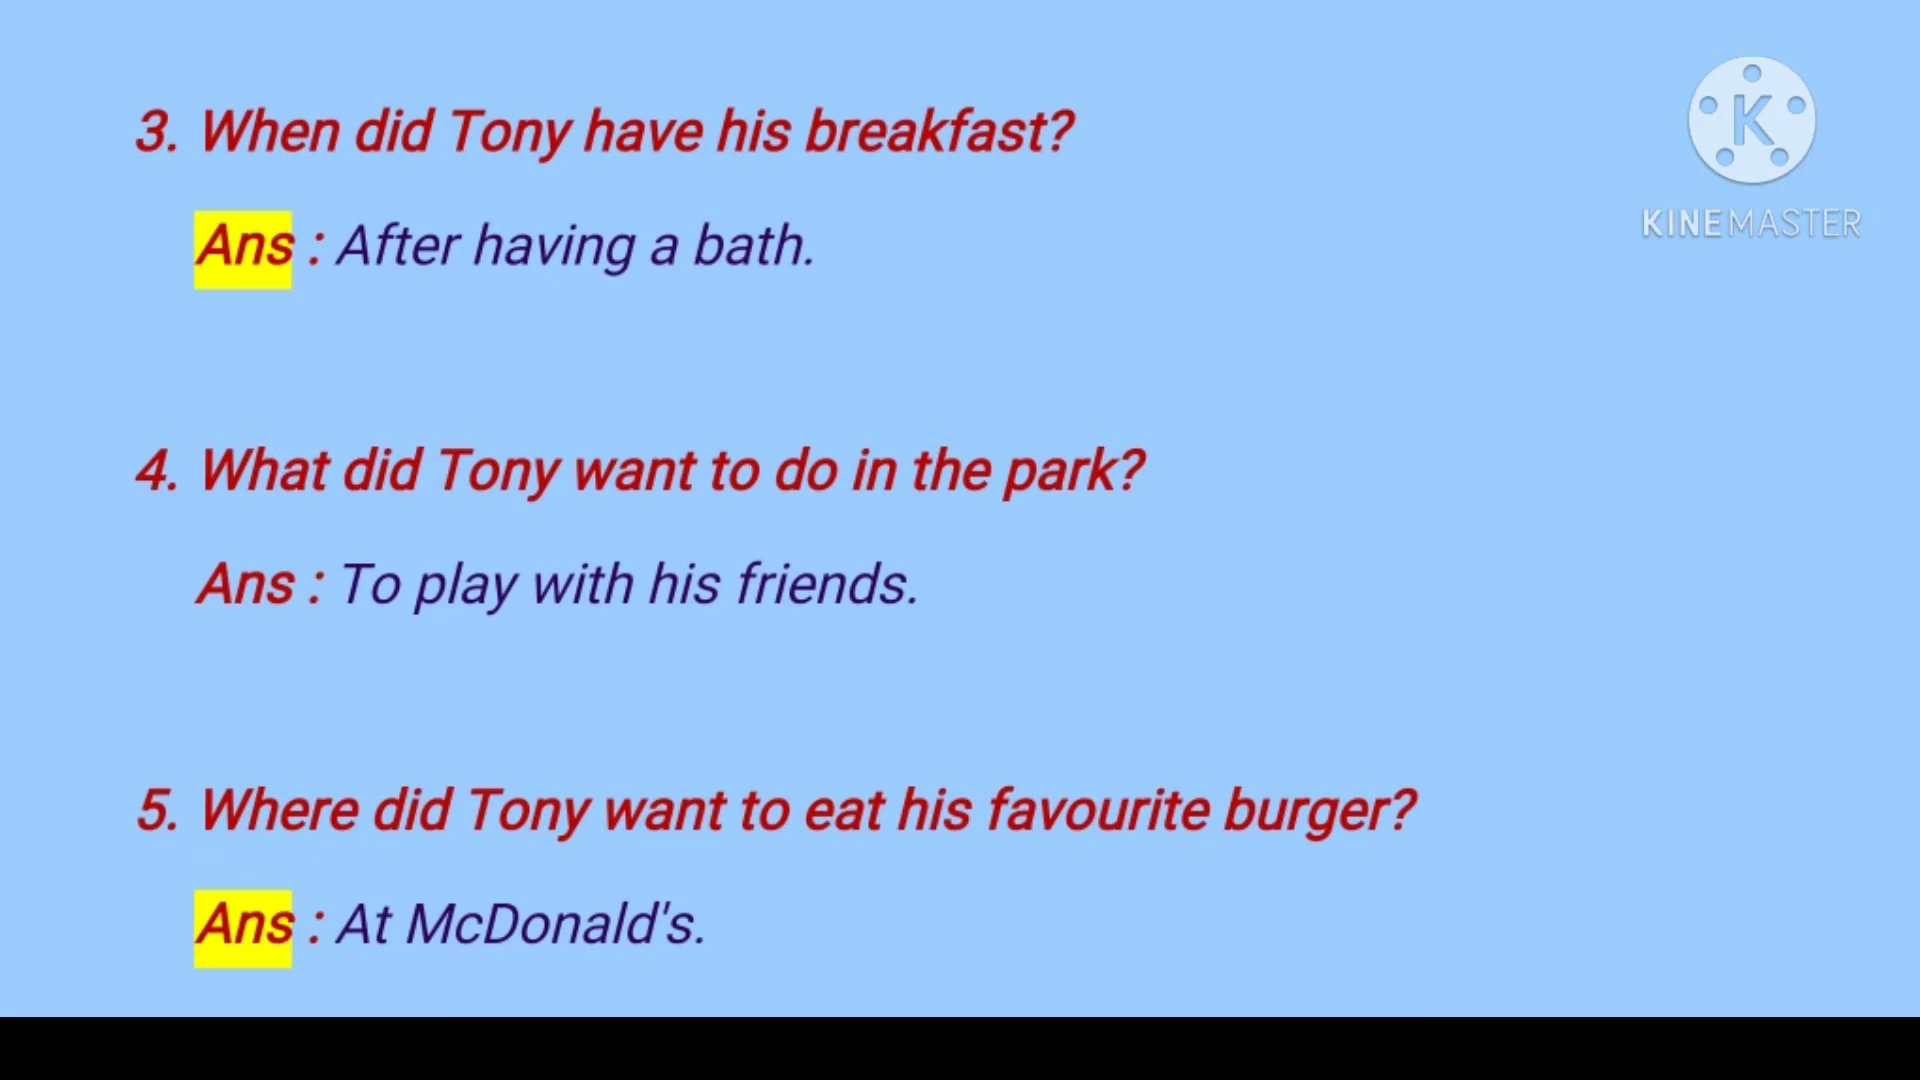 3. When did Tony have his breakfast?
Ans : After having a bath.
4. What did Tony want to do in the park?
Ans : To play with his friends.
5. Where did Tony want to eat his favourite burger?
Ans : At McDonald's.
K
KINEMASTER